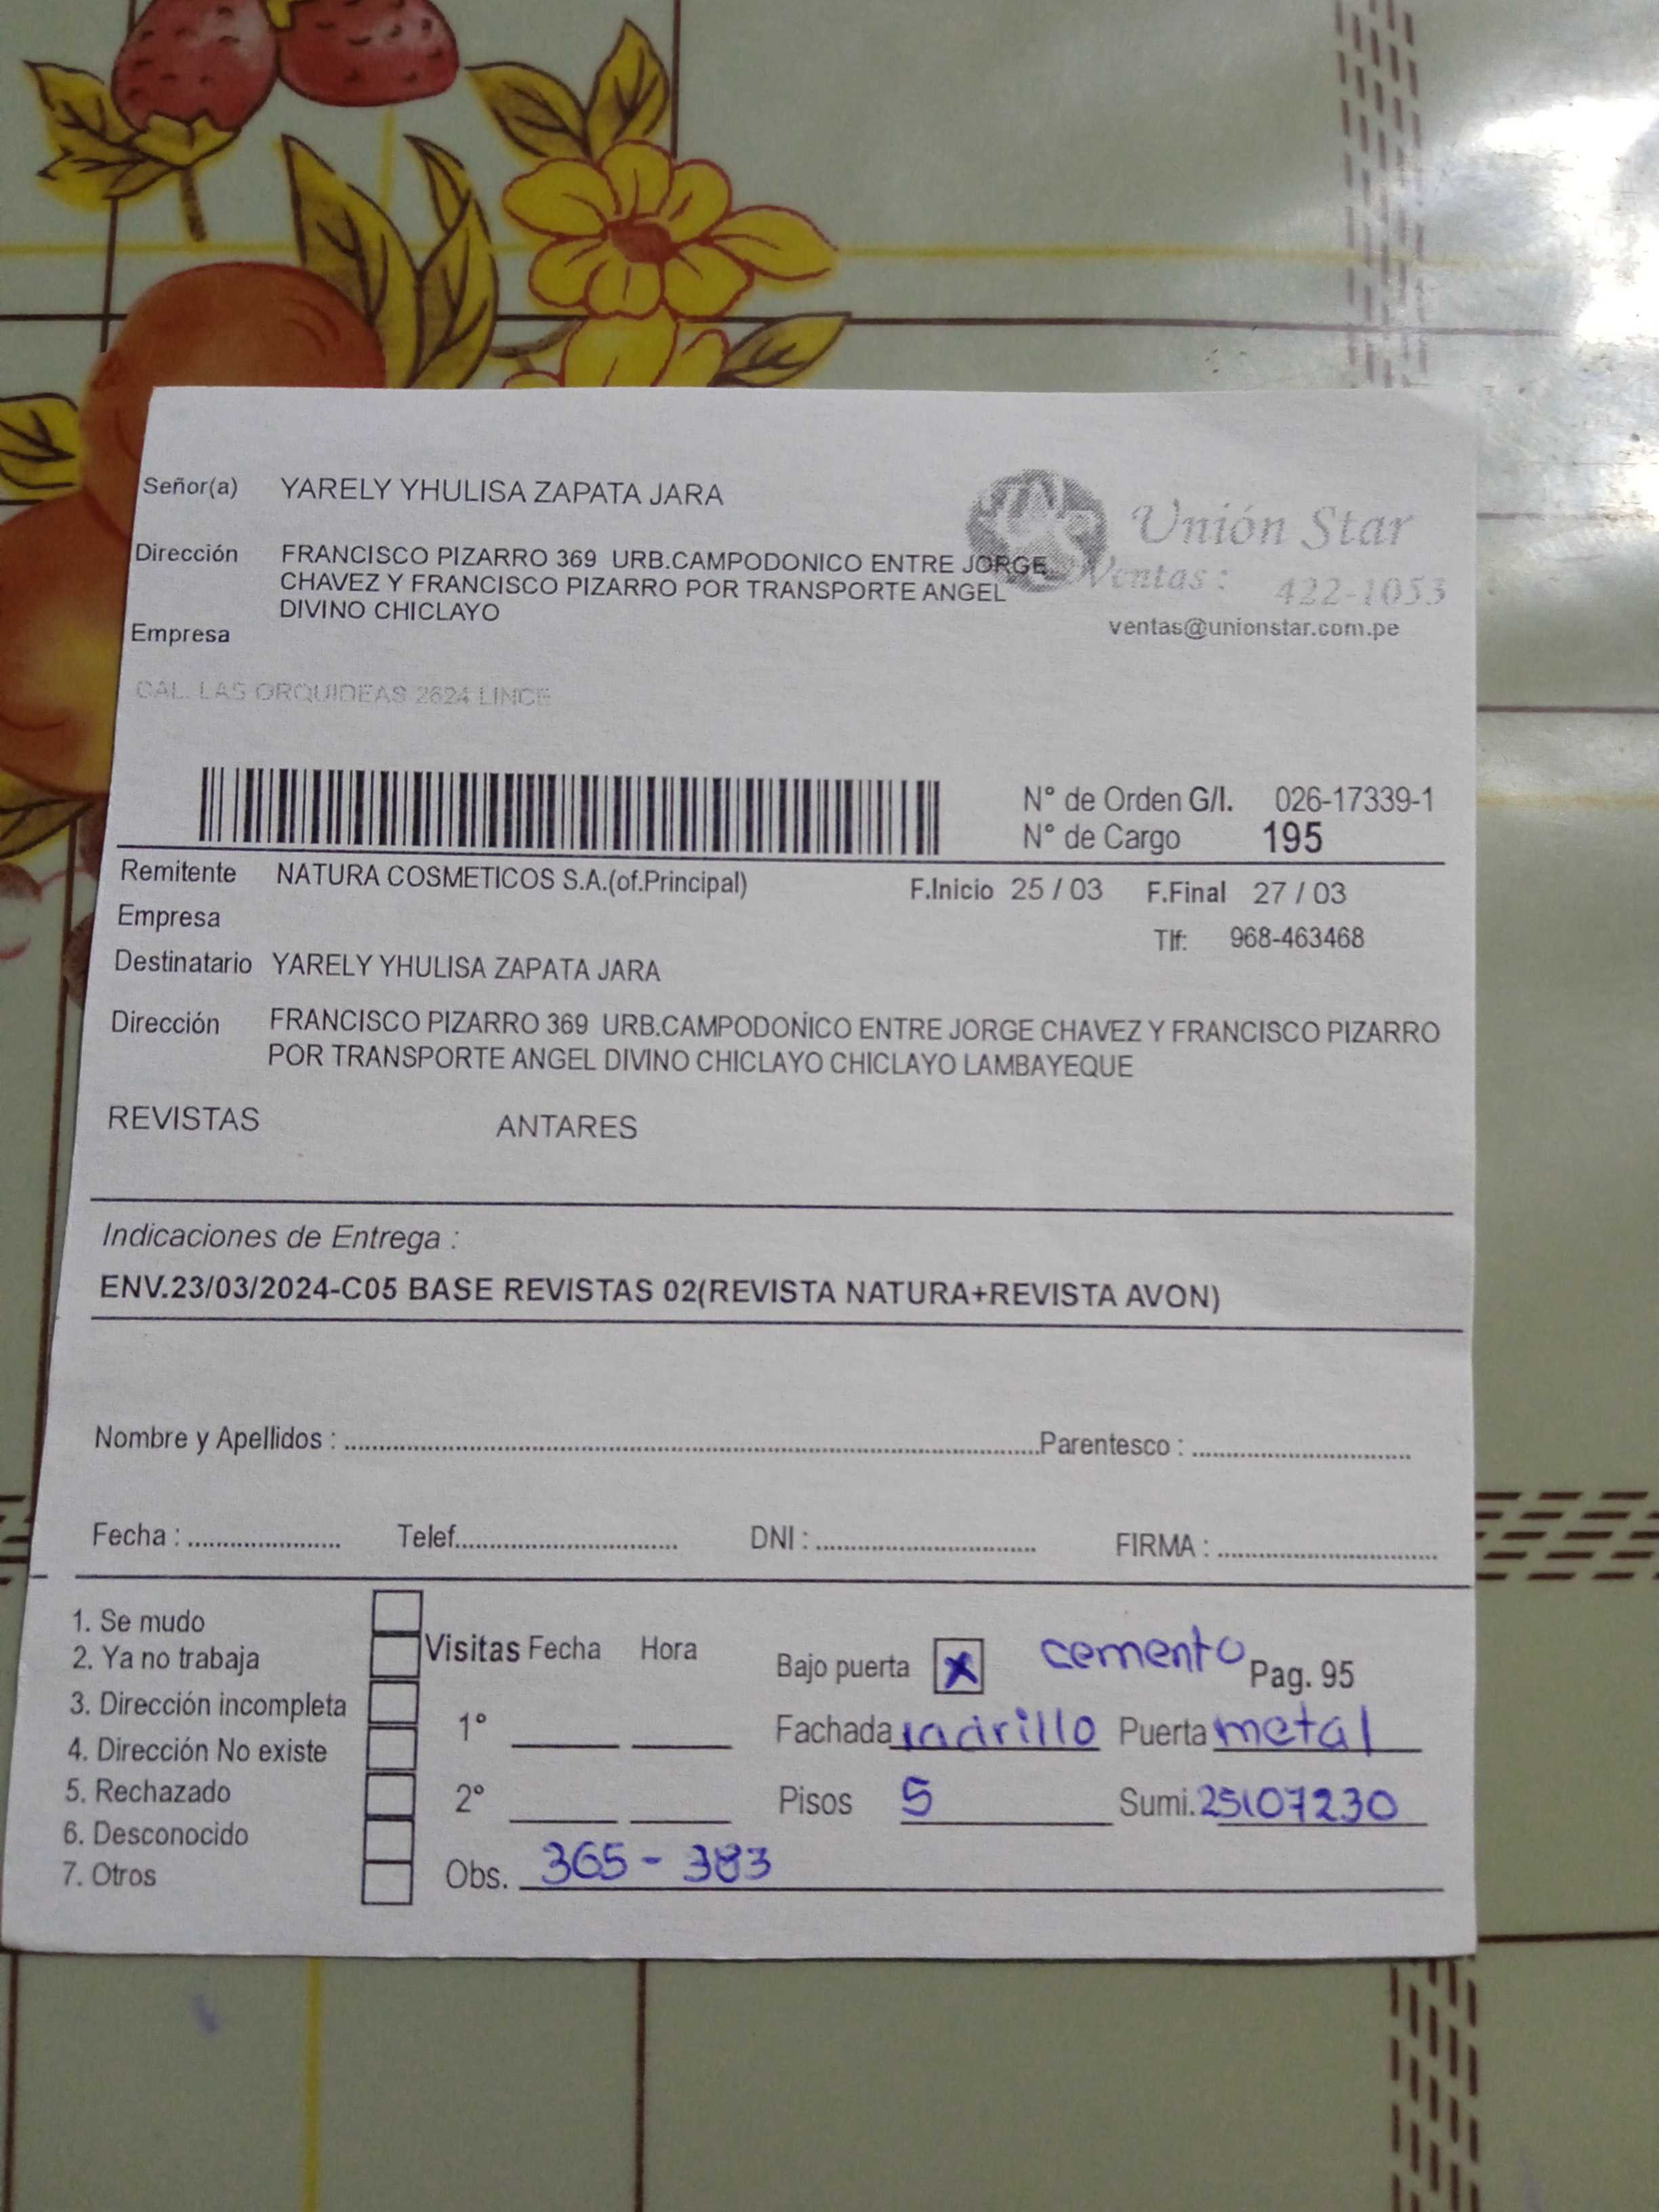 Señor(a) YARELY YHULISA ZAPATA JARA
Unión Star
Dirección FRANCISCO PIZARRO 369 URB.CAMPODONICO ENTRE JORGE
CHAVEZ Y FRANCISCO PIZARRO POR TRANSPORTE ANGEL
DIVINO CHICLAYO
Ventas: 422-1053
ventas@unionstar.com.pe
Empresa
CAL. LAS ORQUIDEAS 2624 LINCE
N° de Orden G/I. 026-17339-1
N° de Cargo 195
Remitente NATURA COSMETICOS S.A.(of.Principal) F.Inicio 25 / 03 F.Final 27 / 03
Empresa
Tlf: 968-463468
Destinatario YARELY YHULISA ZAPATA JARA
Dirección FRANCISCO PIZARRO 369 URB.CAMPODONICO ENTRE JORGE CHAVEZ Y FRANCISCO PIZARRO
POR TRANSPORTE ANGEL DIVINO CHICLAYO CHICLAYO LAMBAYEQUE
REVISTAS ANTARES
Indicaciones de Entrega :
ENV.23/03/2024-C05 BASE REVISTAS 02(REVISTA NATURA+REVISTA AVON)
Nombre y Apellidos : Parentesco :
Fecha : Telef. DNI : FIRMA :
1. Se mudo
2. Ya no trabaja
3. Dirección incompleta
4. Dirección No existe
5. Rechazado
6. Desconocido
7. Otros
Visitas Fecha Hora
1°
2°
Bajo puerta X cemento Pag. 95
Fachada ladrillo Puerta metal
Pisos 5 Sumi. 25107230
Obs. 365 - 383